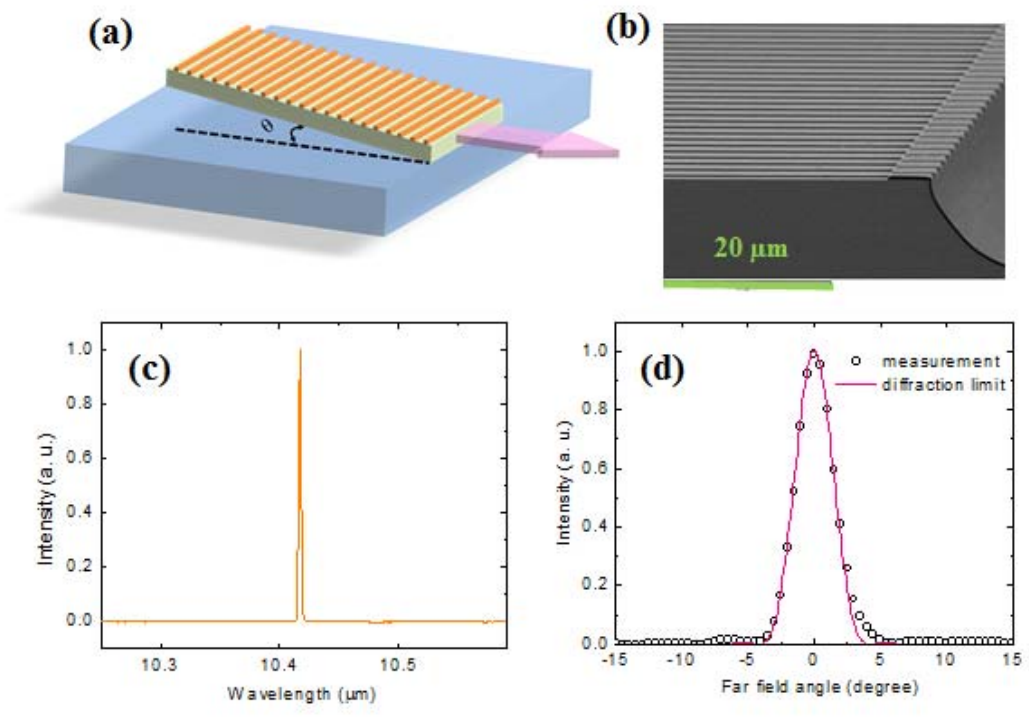 (a)
(b)
Θ
20 µm
(c)
Intensity (a. u.)
1.0
0.8
0.6
0.4
0.2
0.0
10.3
10.4
10.5
Wavelength (µm)
(d)
measurement
diffraction limit
Intensity (a. u.)
1.0
0.8
0.6
0.4
0.2
0.0
-15
-10
-5
0
5
10
15
Far field angle (degree)